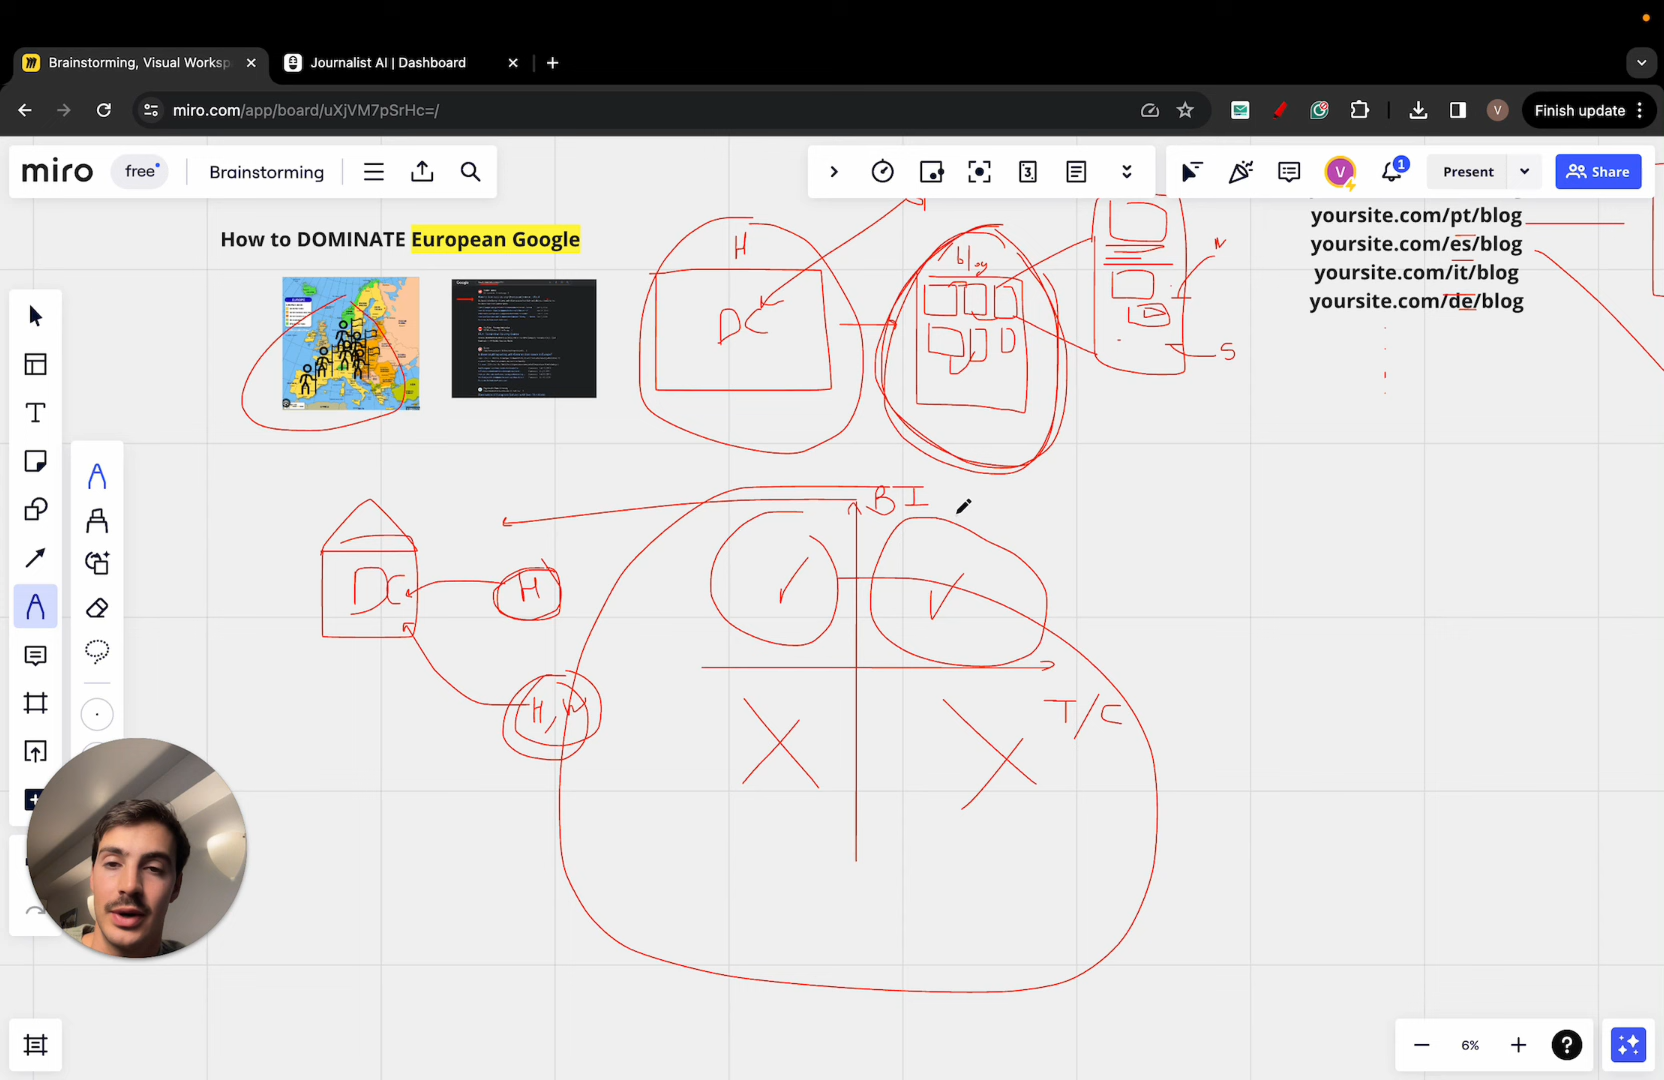 Brainstorming, Visual Worksp
Journalist AI | Dashboard
miro.com/app/board/uXjVM7pSrHc=/
V
Finish update
miro
free
Brainstorming
3
V
1
Present
Share
How to DOMINATE European Google
yoursite.com/pt/blog
yoursite.com/es/blog
yoursite.com/it/blog
yoursite.com/de/blog
H
DC
blog
S
BI
DC
H
H, W
T/C
6%